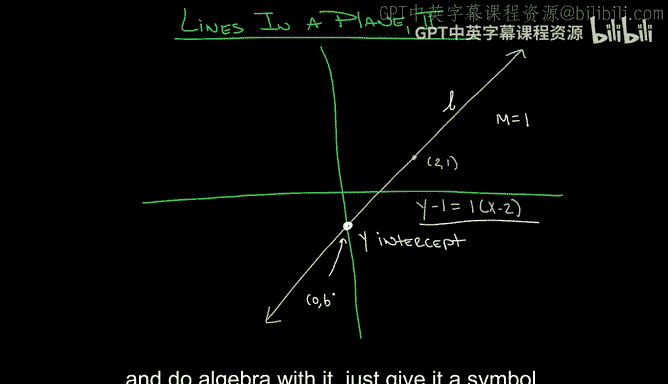 GPT中英字幕课程资源@bilibili.com
LINES IN A PLANE, II
GPT中英字幕课程资源 bilibili
l
M=1
(2,1)
Y-1=1(X-2)
Y INTERCEPT
(0,b
and do algebra with it, just give it a symbol